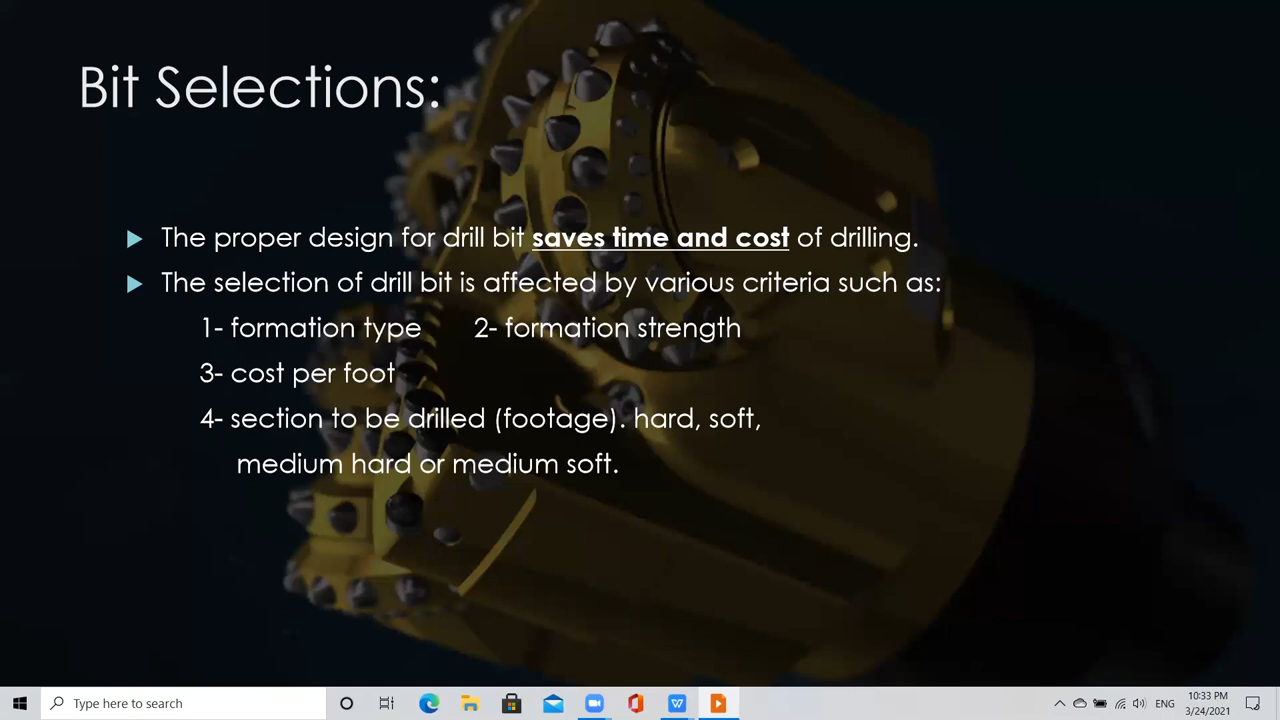 Bit Selections:
The proper design for drill bit saves time and cost of drilling.
The selection of drill bit is affected by various criteria such as:
1- formation type 2- formation strength
3- cost per foot
4- section to be drilled (footage). hard, soft,
medium hard or medium soft.
Type here to search
ENG
10:33 PM
3/24/2021